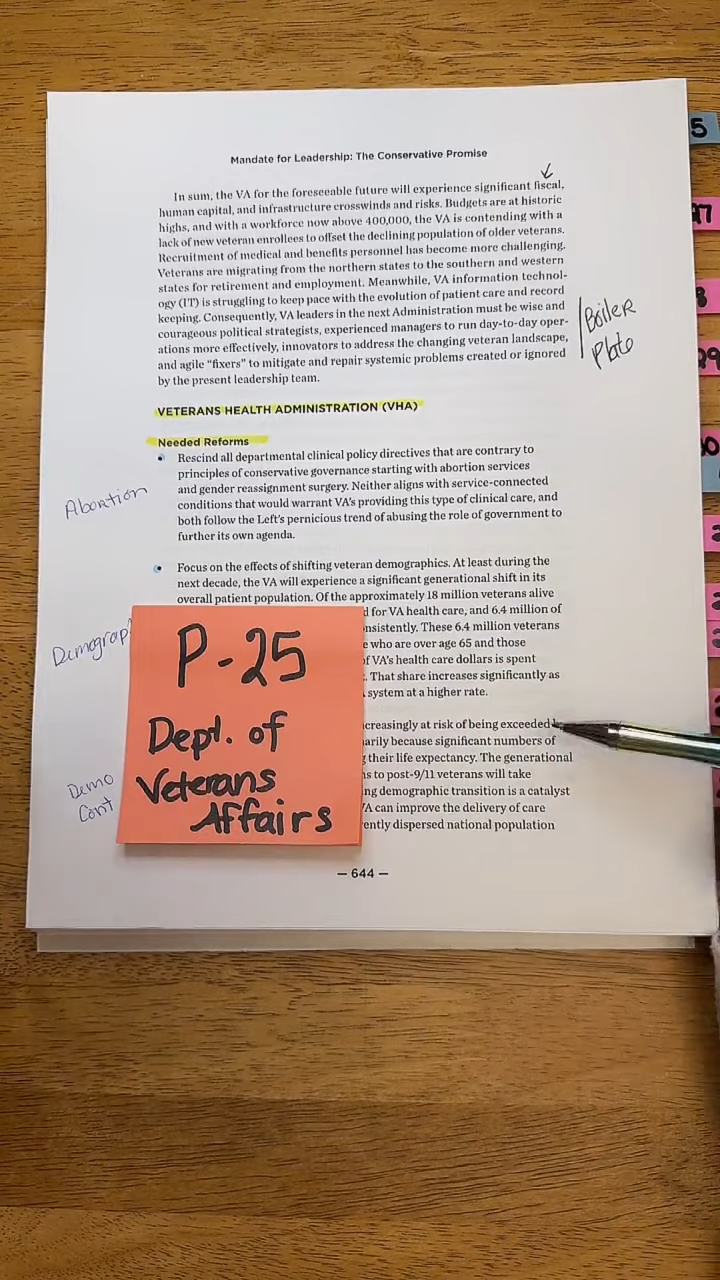 Mandate for Leadership: The Conservative Promise
In sum, the VA for the foreseeable future will experience significant fiscal,
human capital, and infrastructure crosswinds and risks. Budgets are at historic
highs, and with a workforce now above 400,000, the VA is contending with a
lack of new veteran enrollees to offset the declining population of older veterans.
Recruitment of medical and benefits personnel has become more challenging.
Veterans are migrating from the northern states to the southern and western
states for retirement and employment. Meanwhile, VA information technol-
ogy (IT) is struggling to keep pace with the evolution of patient care and record
keeping. Consequently, VA leaders in the next Administration must be wise and
courageous political strategists, experienced managers to run day-to-day oper-
ations more effectively, innovators to address the changing veteran landscape,
and agile “fixers” to mitigate and repair systemic problems created or ignored
by the present leadership team.
Boiler
Plate
VETERANS HEALTH ADMINISTRATION (VHA)
Needed Reforms
• Rescind all departmental clinical policy directives that are contrary to
principles of conservative governance starting with abortion services
and gender reassignment surgery. Neither aligns with service-connected
conditions that would warrant VA’s providing this type of clinical care, and
both follow the Left’s pernicious trend of abusing the role of government to
further its own agenda.
Abortion
• Focus on the effects of shifting veteran demographics. At least during the
next decade, the VA will experience a significant generational shift in its
overall patient population. Of the approximately 18 million veterans alive
d for VA health care, and 6.4 million of
nsistently. These 6.4 million veterans
e who are over age 65 and those
of VA’s health care dollars is spent
. That share increases significantly as
system at a higher rate.
Demograp
creasingly at risk of being exceeded
arily because significant numbers of
their life expectancy. The generational
ns to post-9/11 veterans will take
ng demographic transition is a catalyst
VA can improve the delivery of care
ently dispersed national population
Demo
Cont
P-25
Dept. of
Veterans
Affairs
— 644 —
5
97
8
29